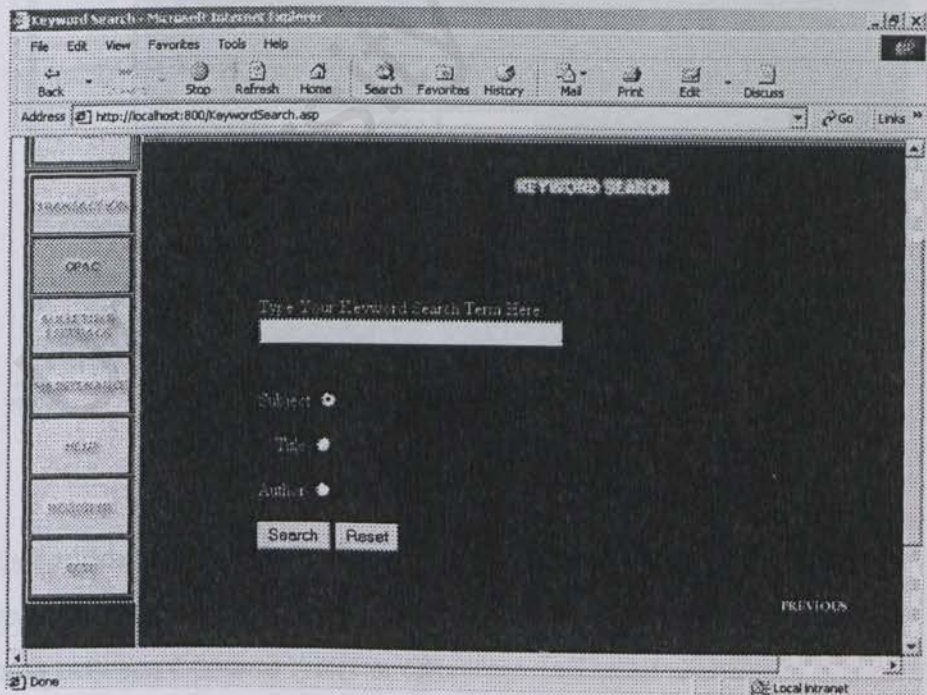 Keyword Search - Microsoft Internet Explorer
File Edit View Favorites Tools Help
Back Stop Refresh Home Search Favorites History Mail Print Edit Discuss
Address http://localhost:800/KeywordSearch.asp Go Links »
KEYWORD SEARCH
TRANSACTION
OPAC
Type Your Keyword Search Term Here
MAINTENANCE
Subject
Title
Author
Search Reset
PREVIOUS
Done Local intranet